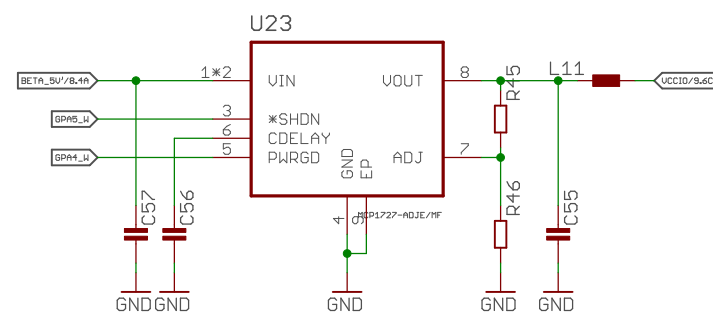 U23
BETA_5V'/8.4A
1*2
VIN
VOUT
8
L11
VCCIO/9.6C
R45
GPA5_W
3
*SHDN
6
CDELAY
GPA4_W
5
PWRGD
GND
EP
ADJ
7
C57
C56
4
9
MCP1727-ADJE/MF
R46
C55
GND
GND
GND
GND
GND